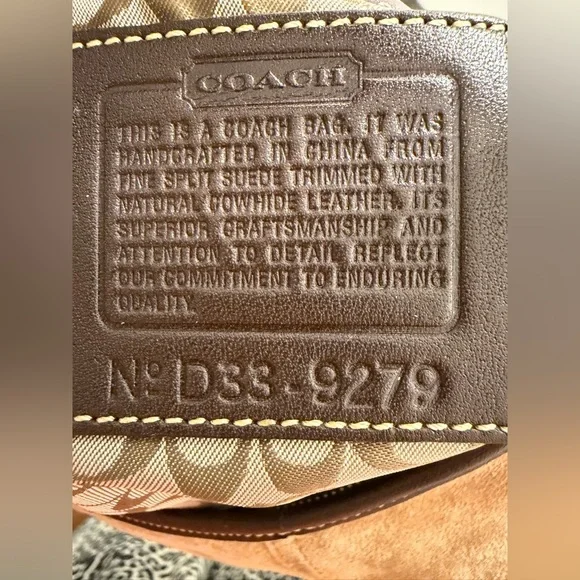 COACH
THIS IS A COACH BAG. IT WAS
HANDCRAFTED IN CHINA FROM
FINE SPLIT SUEDE TRIMMED WITH
NATURAL COWHIDE LEATHER. ITS
SUPERIOR CRAFTSMANSHIP AND
ATTENTION TO DETAIL REFLECT
OUR COMMITMENT TO ENDURING
QUALITY.
Nº D33-9279